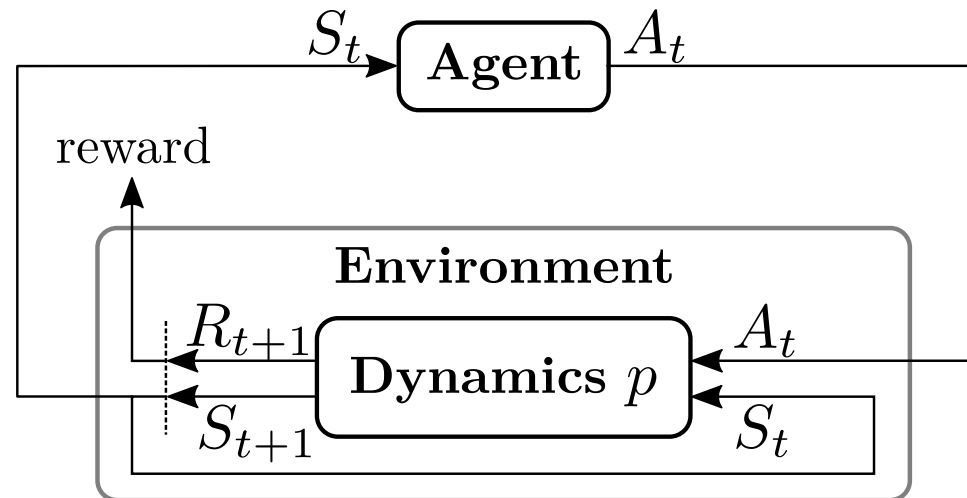 S_t Agent A_t
reward
Environment
R_{t+1} Dynamics p A_t
S_{t+1} S_t